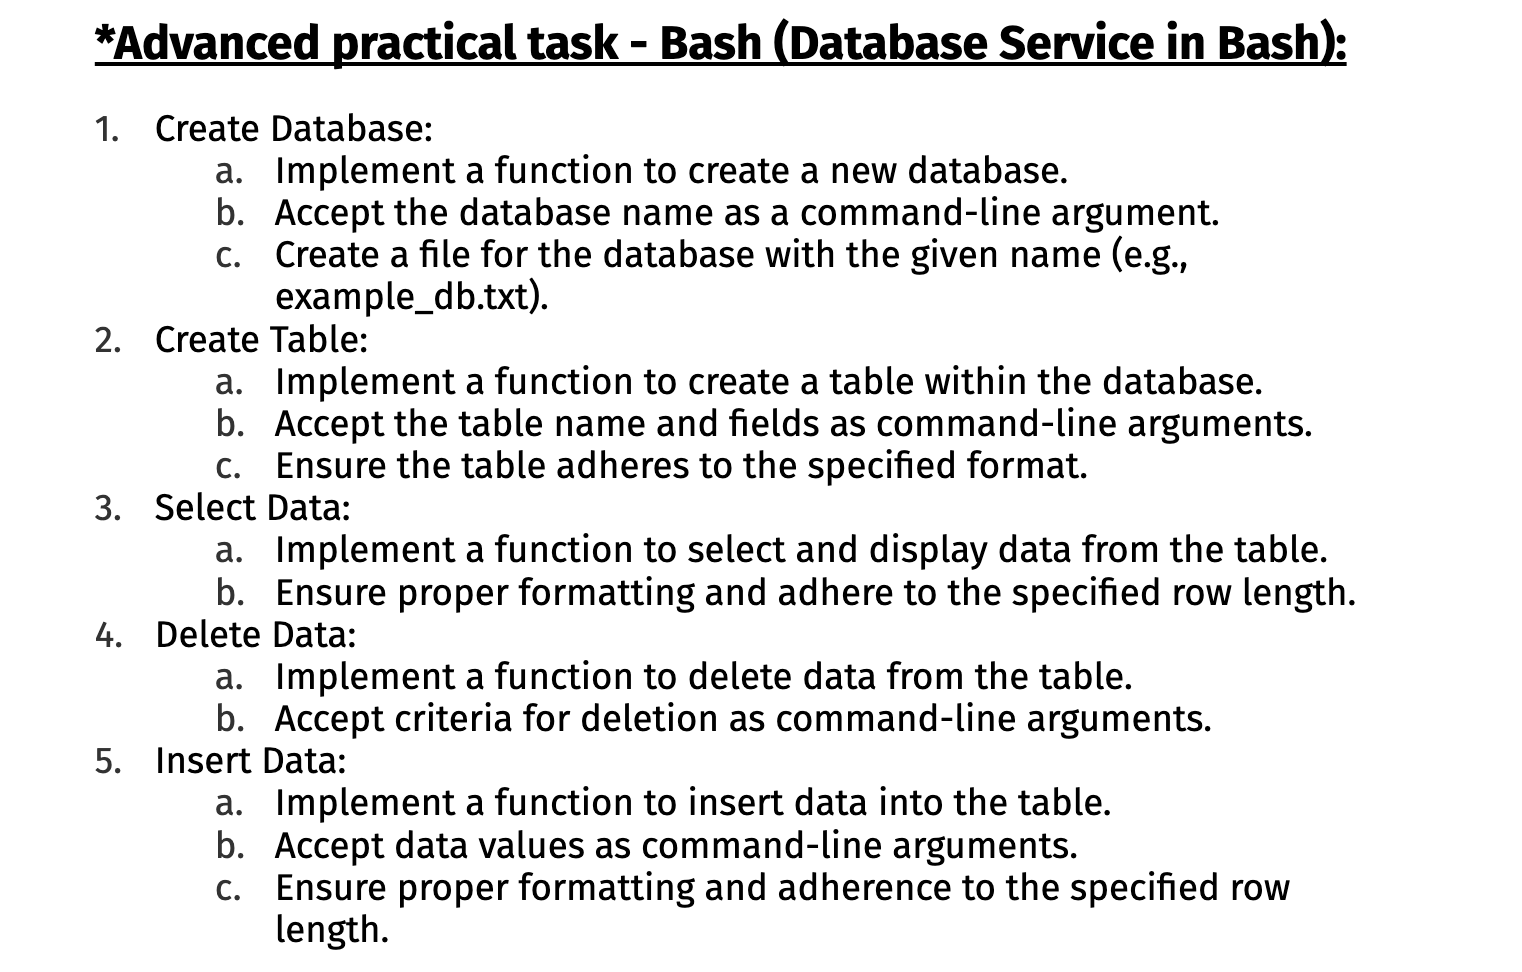 *Advanced practical task - Bash (Database Service in Bash):
1. Create Database:
a. Implement a function to create a new database.
b. Accept the database name as a command-line argument.
c. Create a file for the database with the given name (e.g.,
example_db.txt).
2. Create Table:
a. Implement a function to create a table within the database.
b. Accept the table name and fields as command-line arguments.
c. Ensure the table adheres to the specified format.
3. Select Data:
a. Implement a function to select and display data from the table.
b. Ensure proper formatting and adhere to the specified row length.
4. Delete Data:
a. Implement a function to delete data from the table.
b. Accept criteria for deletion as command-line arguments.
5. Insert Data:
a. Implement a function to insert data into the table.
b. Accept data values as command-line arguments.
c. Ensure proper formatting and adherence to the specified row
length.